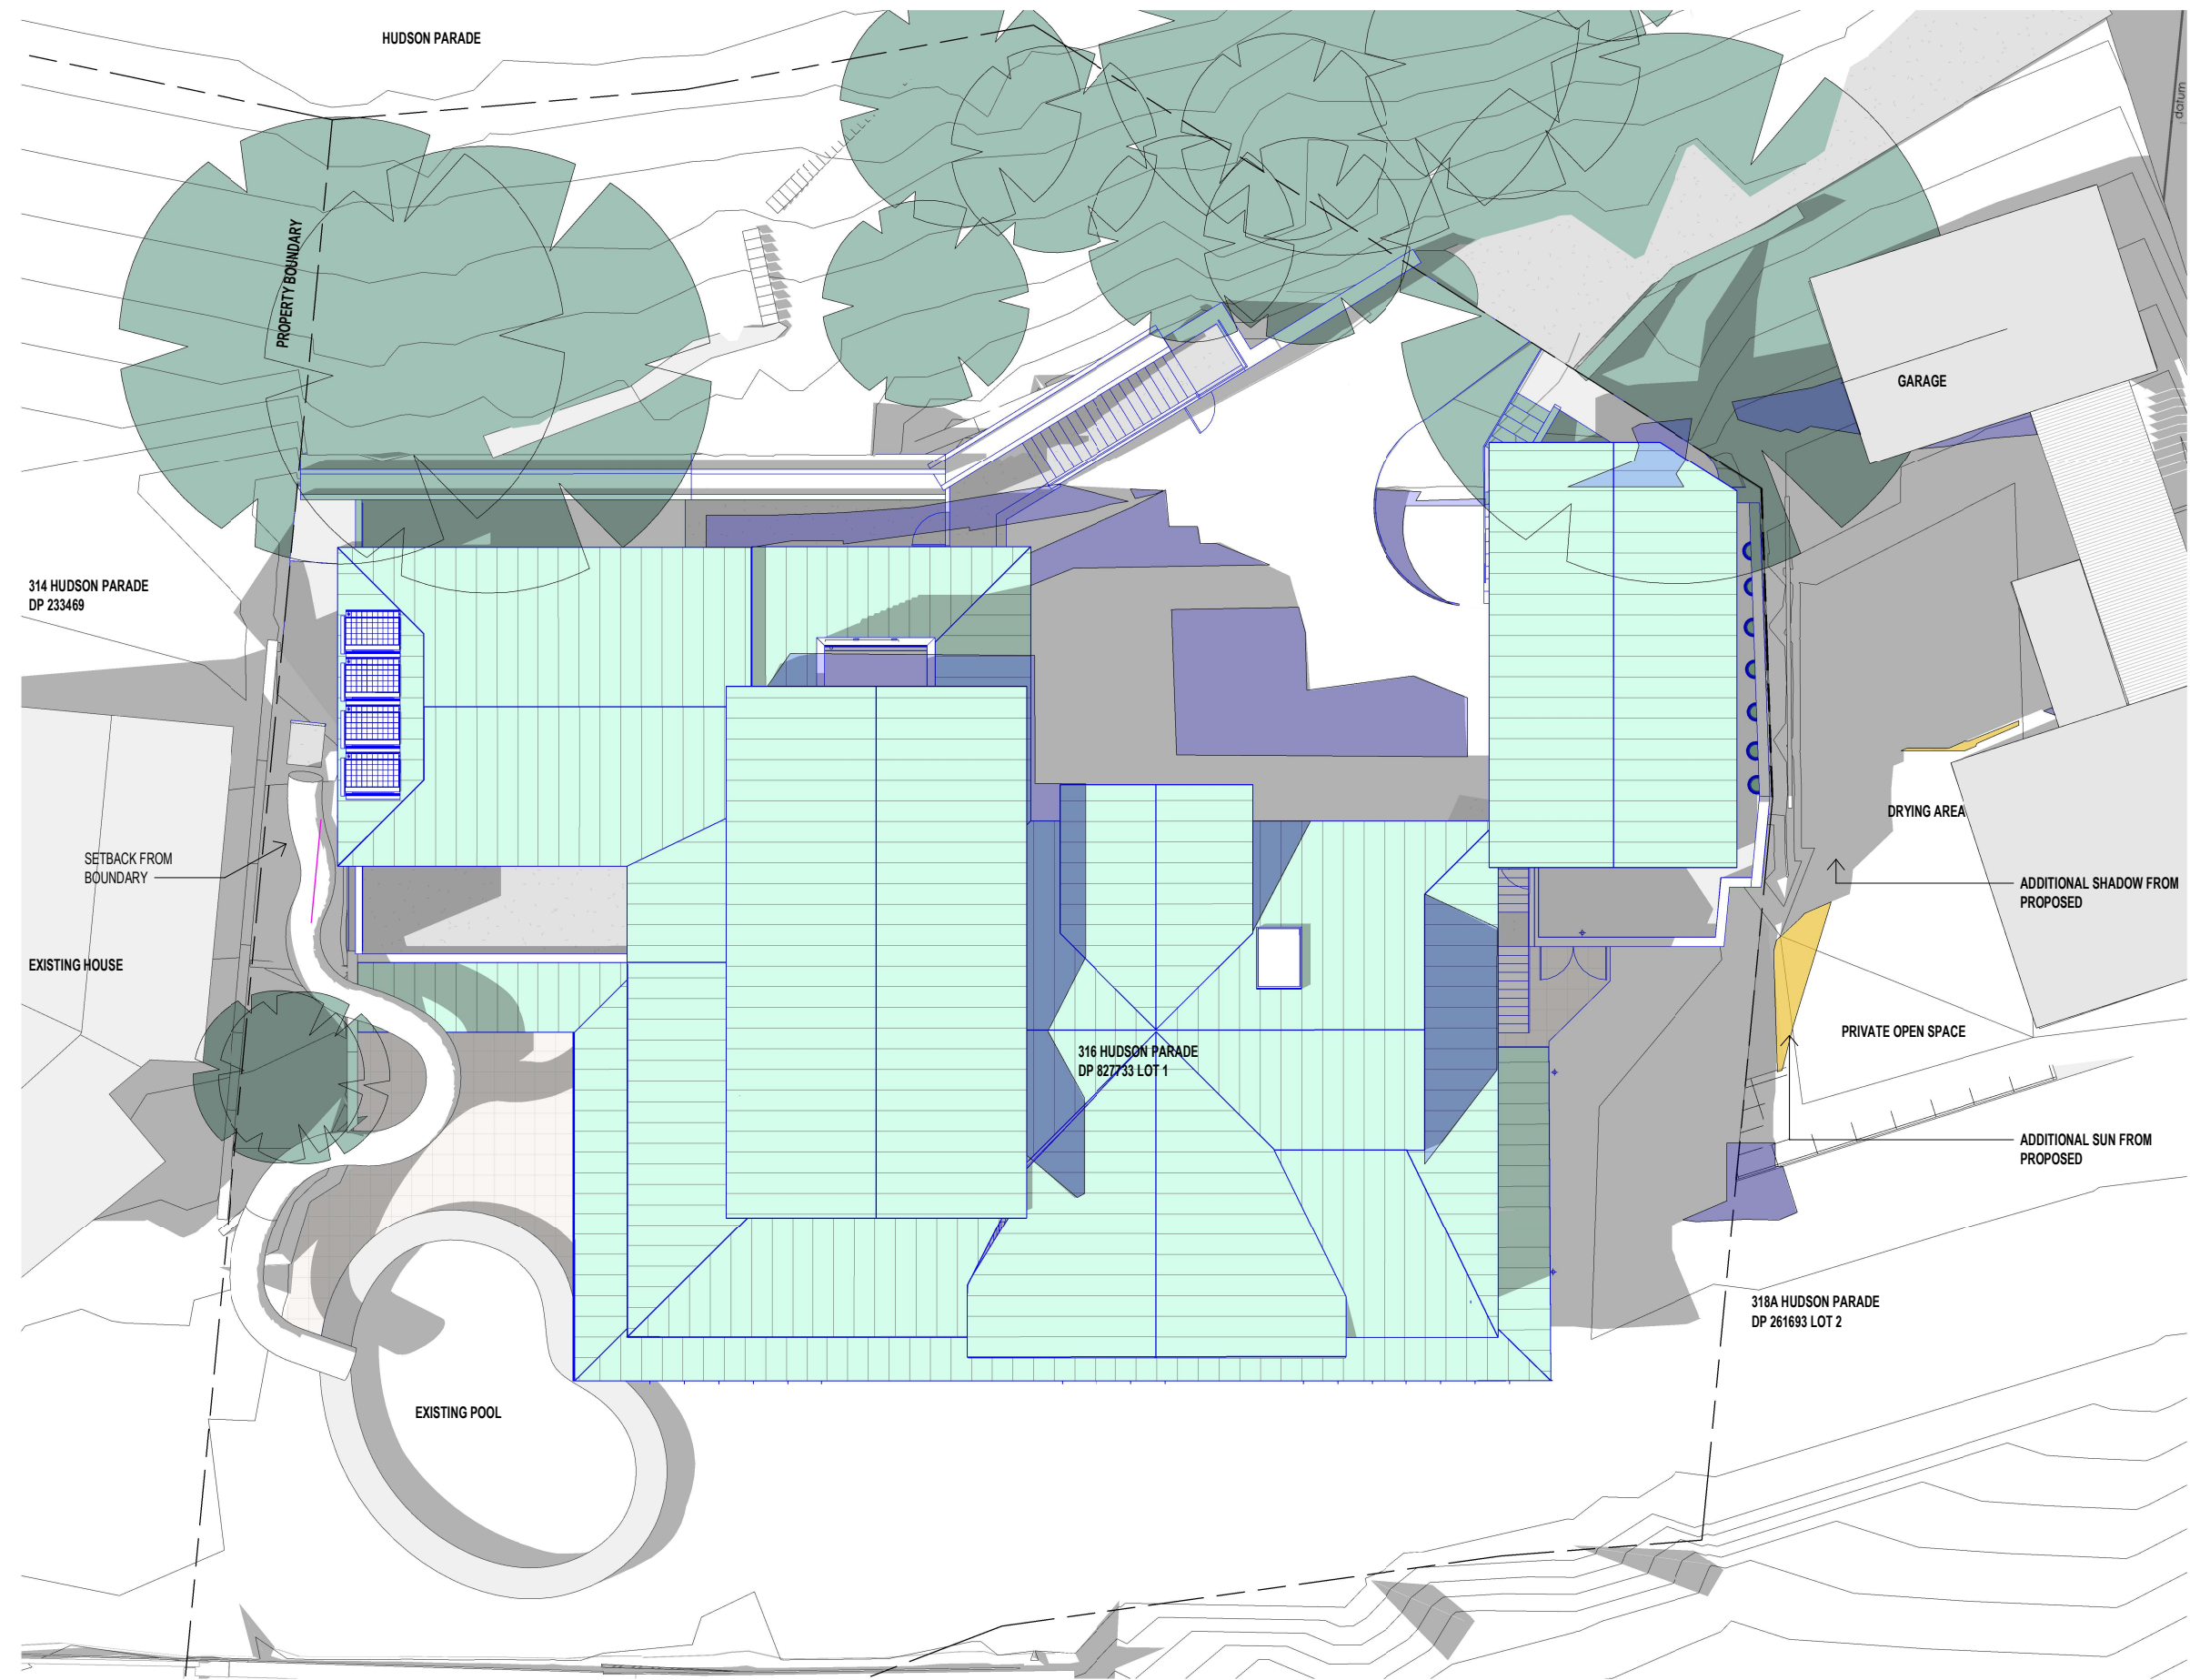 HUDSON PARADE
datum
PROPERTY BOUNDARY
GARAGE
314 HUDSON PARADE
DP 233469
DRYING AREA
SETBACK FROM
BOUNDARY
ADDITIONAL SHADOW FROM
PROPOSED
EXISTING HOUSE
PRIVATE OPEN SPACE
316 HUDSON PARADE
DP 827733 LOT 1
ADDITIONAL SUN FROM
PROPOSED
318A HUDSON PARADE
DP 261693 LOT 2
EXISTING POOL